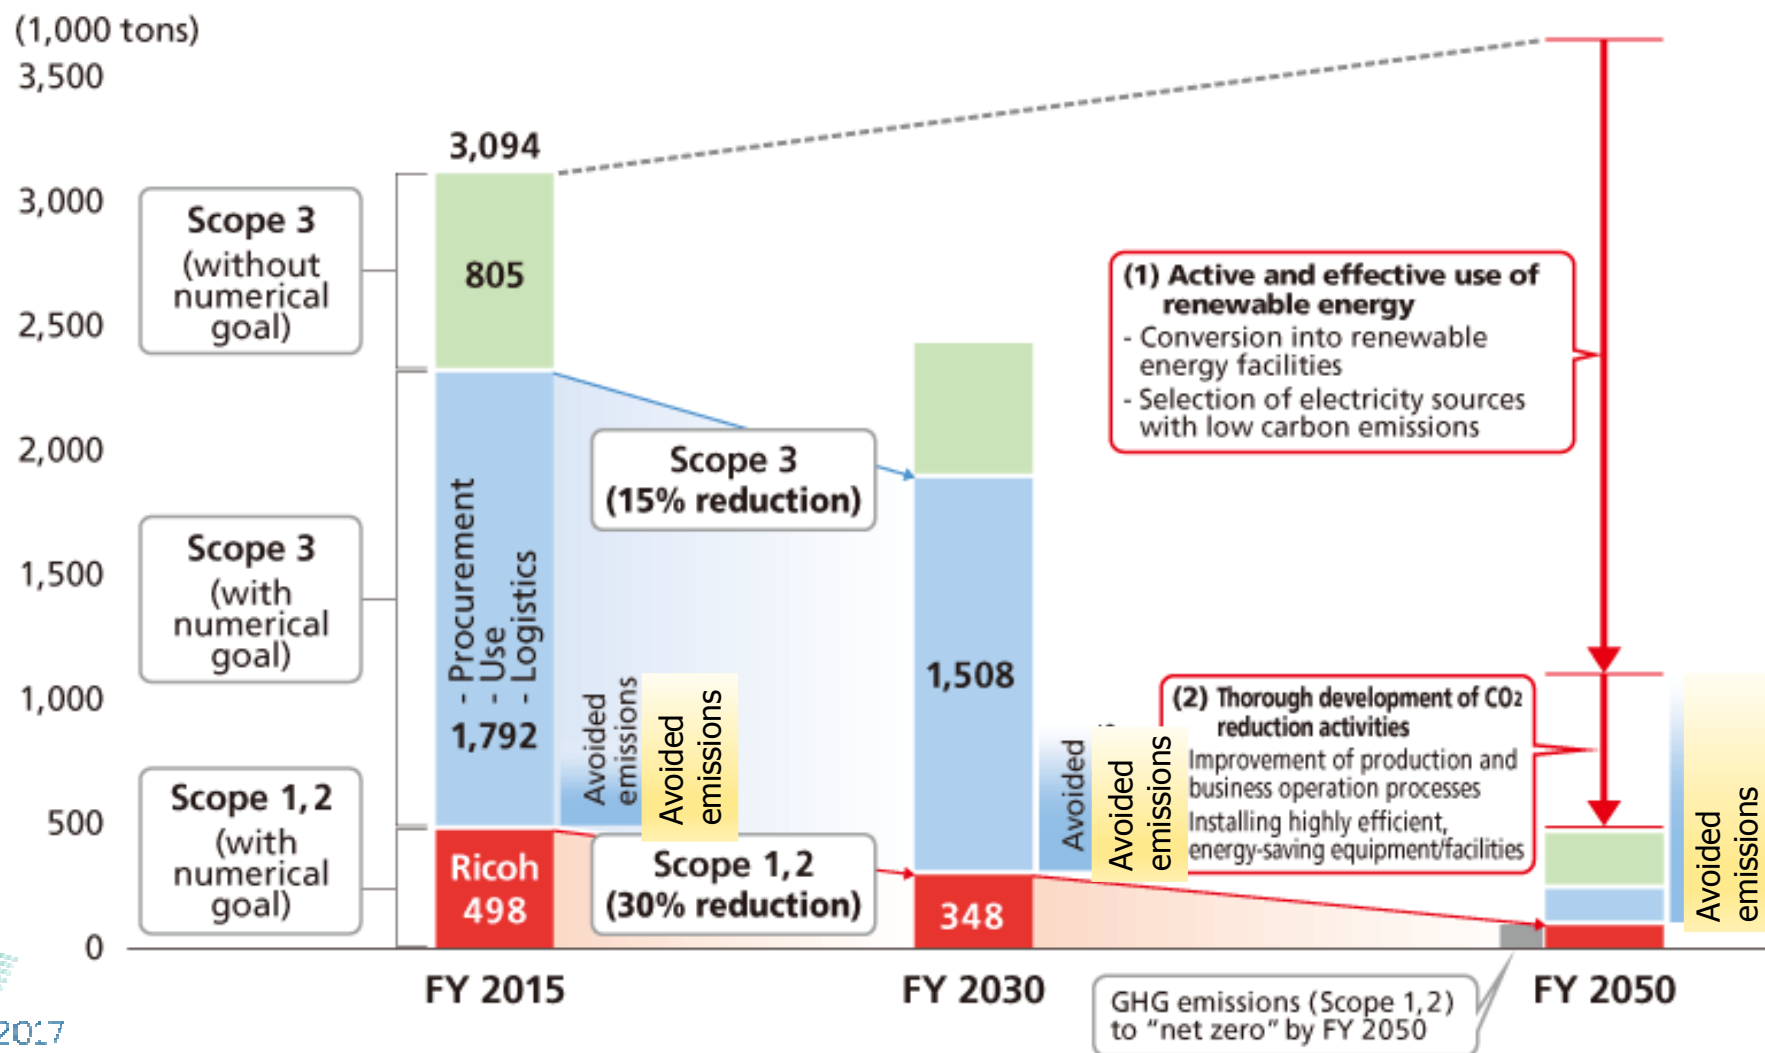 (1,000 tons)
3,500
3,000
2,500
2,000
1,500
1,000
500
0
Scope 3
(without
numerical
goal)
Scope 3
(with
numerical
goal)
Scope 1, 2
(with
numerical
goal)
3,094
805
- Procurement
- Use
- Logistics
1,792
Ricoh
498
Avoided
emissions
Avoided
emissions
Scope 3
(15% reduction)
Scope 1, 2
(30% reduction)
1,508
348
Avoided
Avoided
emissions
(1) Active and effective use of
renewable energy
- Conversion into renewable
energy facilities
- Selection of electricity sources
with low carbon emissions
(2) Thorough development of CO2
reduction activities
Improvement of production and
business operation processes
Installing highly efficient,
energy-saving equipment/facilities
Avoided
emissions
FY 2015
FY 2030
FY 2050
GHG emissions (Scope 1, 2)
to "net zero" by FY 2050
2017